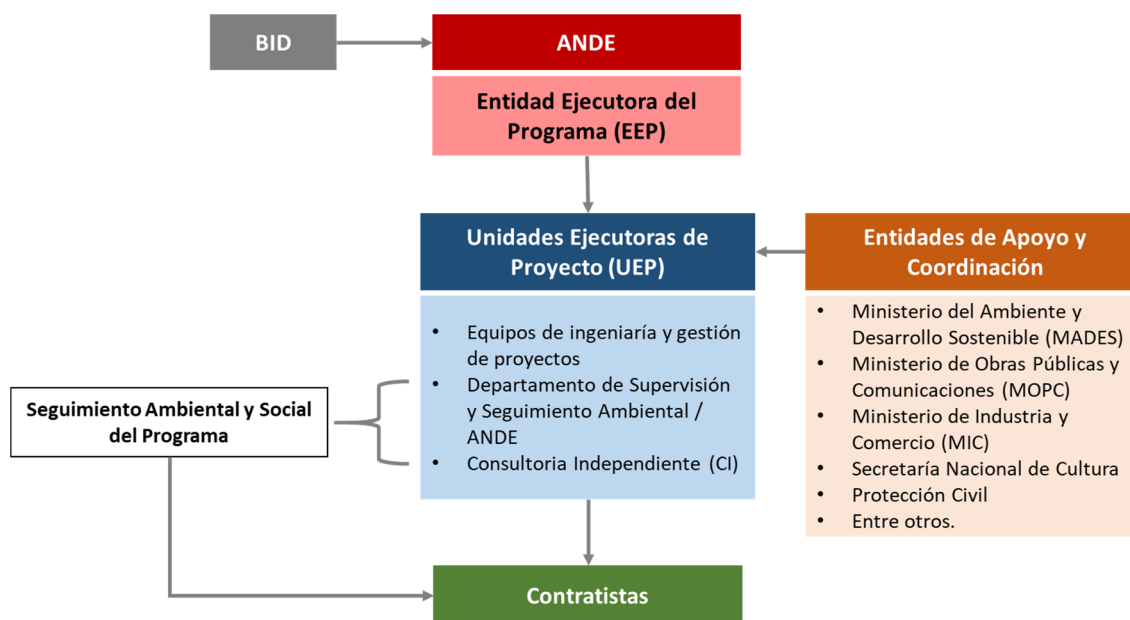 BID
ANDE
Entidad Ejecutora del
Programa (EEP)
Unidades Ejecutoras de
Proyecto (UEP)
Entidades de Apoyo y
Coordinación
• Equipos de ingeniaría y gestión
de proyectos
• Departamento de Supervisión
y Seguimiento Ambiental /
ANDE
• Consultoria Independiente (CI)
• Ministerio del Ambiente y
Desarrollo Sostenible (MADES)
• Ministerio de Obras Públicas y
Comunicaciones (MOPC)
• Ministerio de Industria y
Comercio (MIC)
• Secretaría Nacional de Cultura
• Protección Civil
• Entre otros.
Seguimiento Ambiental y Social
del Programa
Contratistas